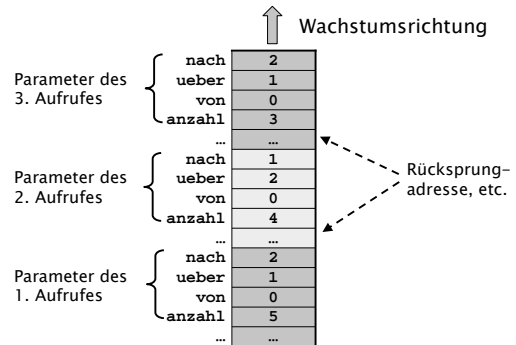 Wachstumsrichtung
Parameter des
3. Aufrufes
nach 2
ueber 1
von 0
anzahl 3
... ...
Parameter des
2. Aufrufes
nach 1
ueber 2
von 0
anzahl 4
... ...
Rücksprung-
adresse, etc.
Parameter des
1. Aufrufes
nach 2
ueber 1
von 0
anzahl 5
... ...